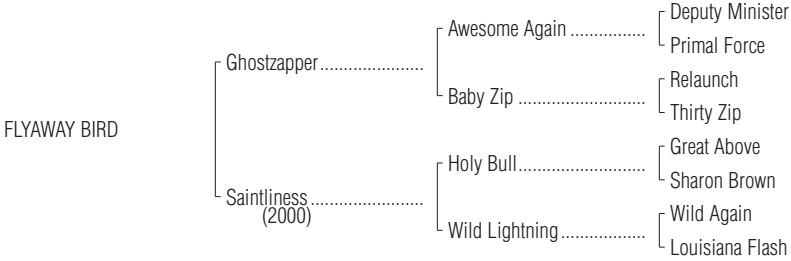 Deputy Minister
Awesome Again ................
Primal Force
Ghostzapper......................
Relaunch
Baby Zip ...........................
Thirty Zip
FLYAWAY BIRD
Great Above
Holy Bull...........................
Sharon Brown
Saintliness ........................
(2000)
Wild Again
Wild Lightning..................
Louisiana Flash